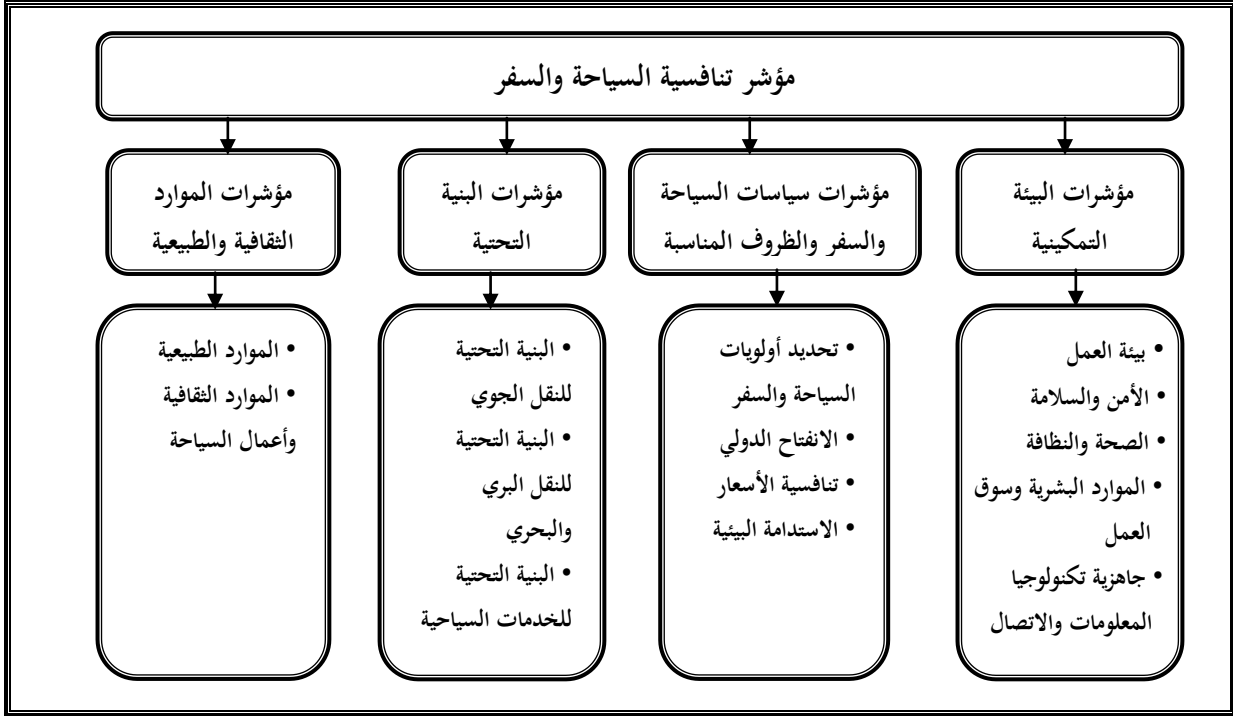 مؤشر تنافسية السياحة والسفر
مؤشرات البيئة
التمكينية
مؤشرات سياسات السياحة
والسفر والظروف المناسبة
مؤشرات البنية
التحتية
مؤشرات الموارد
الثقافية والطبيعية
• بيئة العمل
• الأمن والسلامة
• الصحة والنظافة
• الموارد البشرية وسوق
العمل
• جاهزية تكنولوجيا
المعلومات والاتصال
• تحديد أولويات
السياحة والسفر
• الانفتاح الدولي
• تنافسية الأسعار
• الاستدامة البيئية
• البنية التحتية
للنقل الجوي
• البنية التحتية
للنقل البري
والبحري
• البنية التحتية
للخدمات السياحية
• الموارد الطبيعية
• الموارد الثقافية
وأعمال السياحة